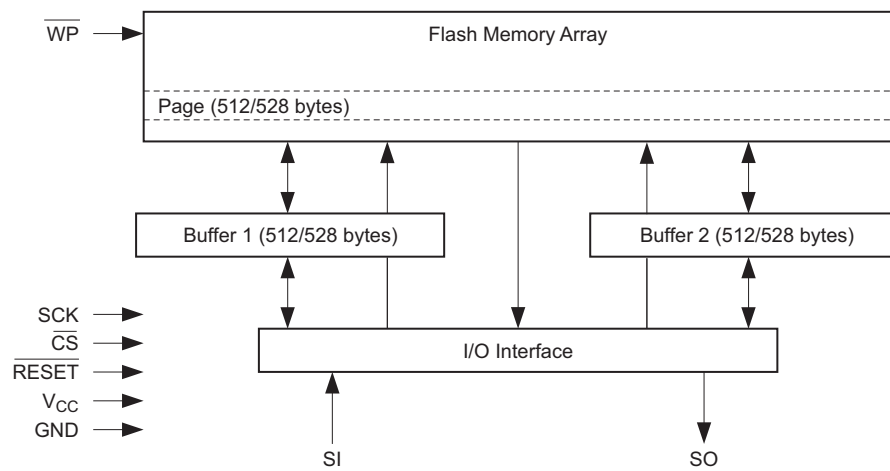 WP
Flash Memory Array
Page (512/528 bytes)
Buffer 1 (512/528 bytes)
Buffer 2 (512/528 bytes)
SCK
CS
RESET
VCC
GND
I/O Interface
SI
SO